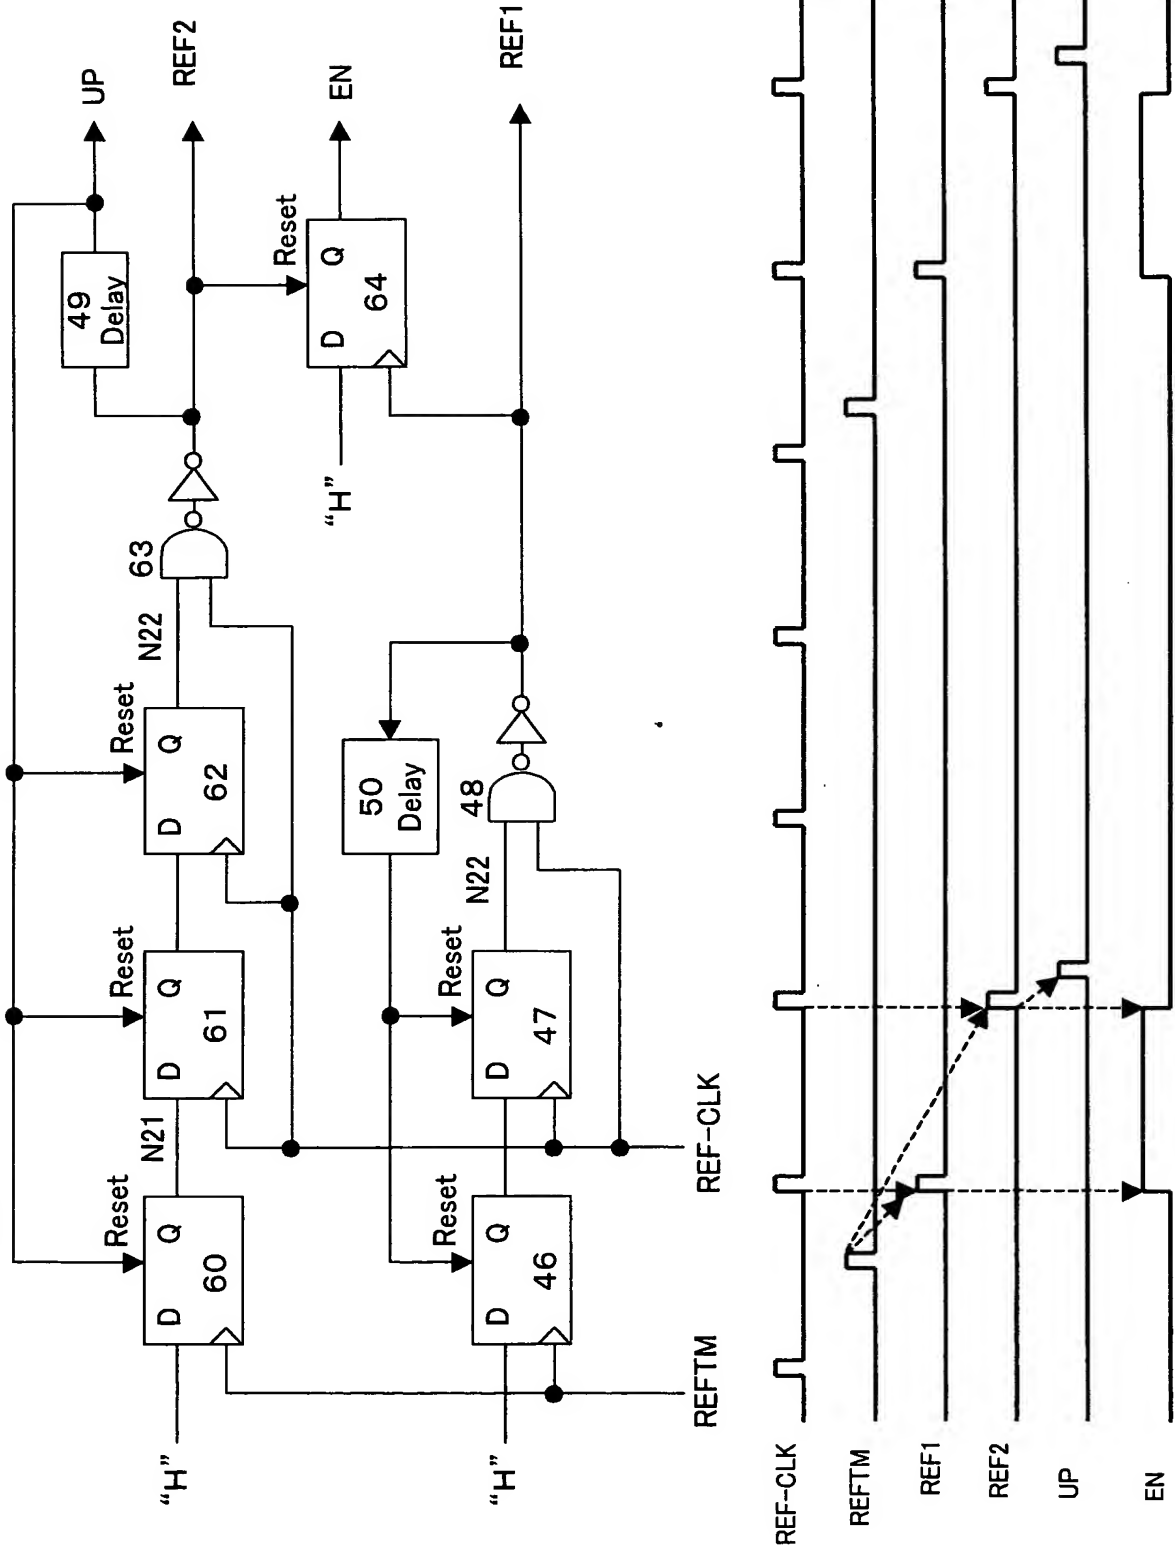 UP
REF2
EN
REF1
49
Delay
Reset
D
Q
64
"H"
63
N22
Reset
D
Q
62
Reset
D
Q
61
N21
Reset
D
Q
60
"H"
50
Delay
48
N22
Reset
D
Q
47
Reset
D
Q
46
"H"
REF-CLK
REFTM
REF-CLK
REFTM
REF1
REF2
UP
EN